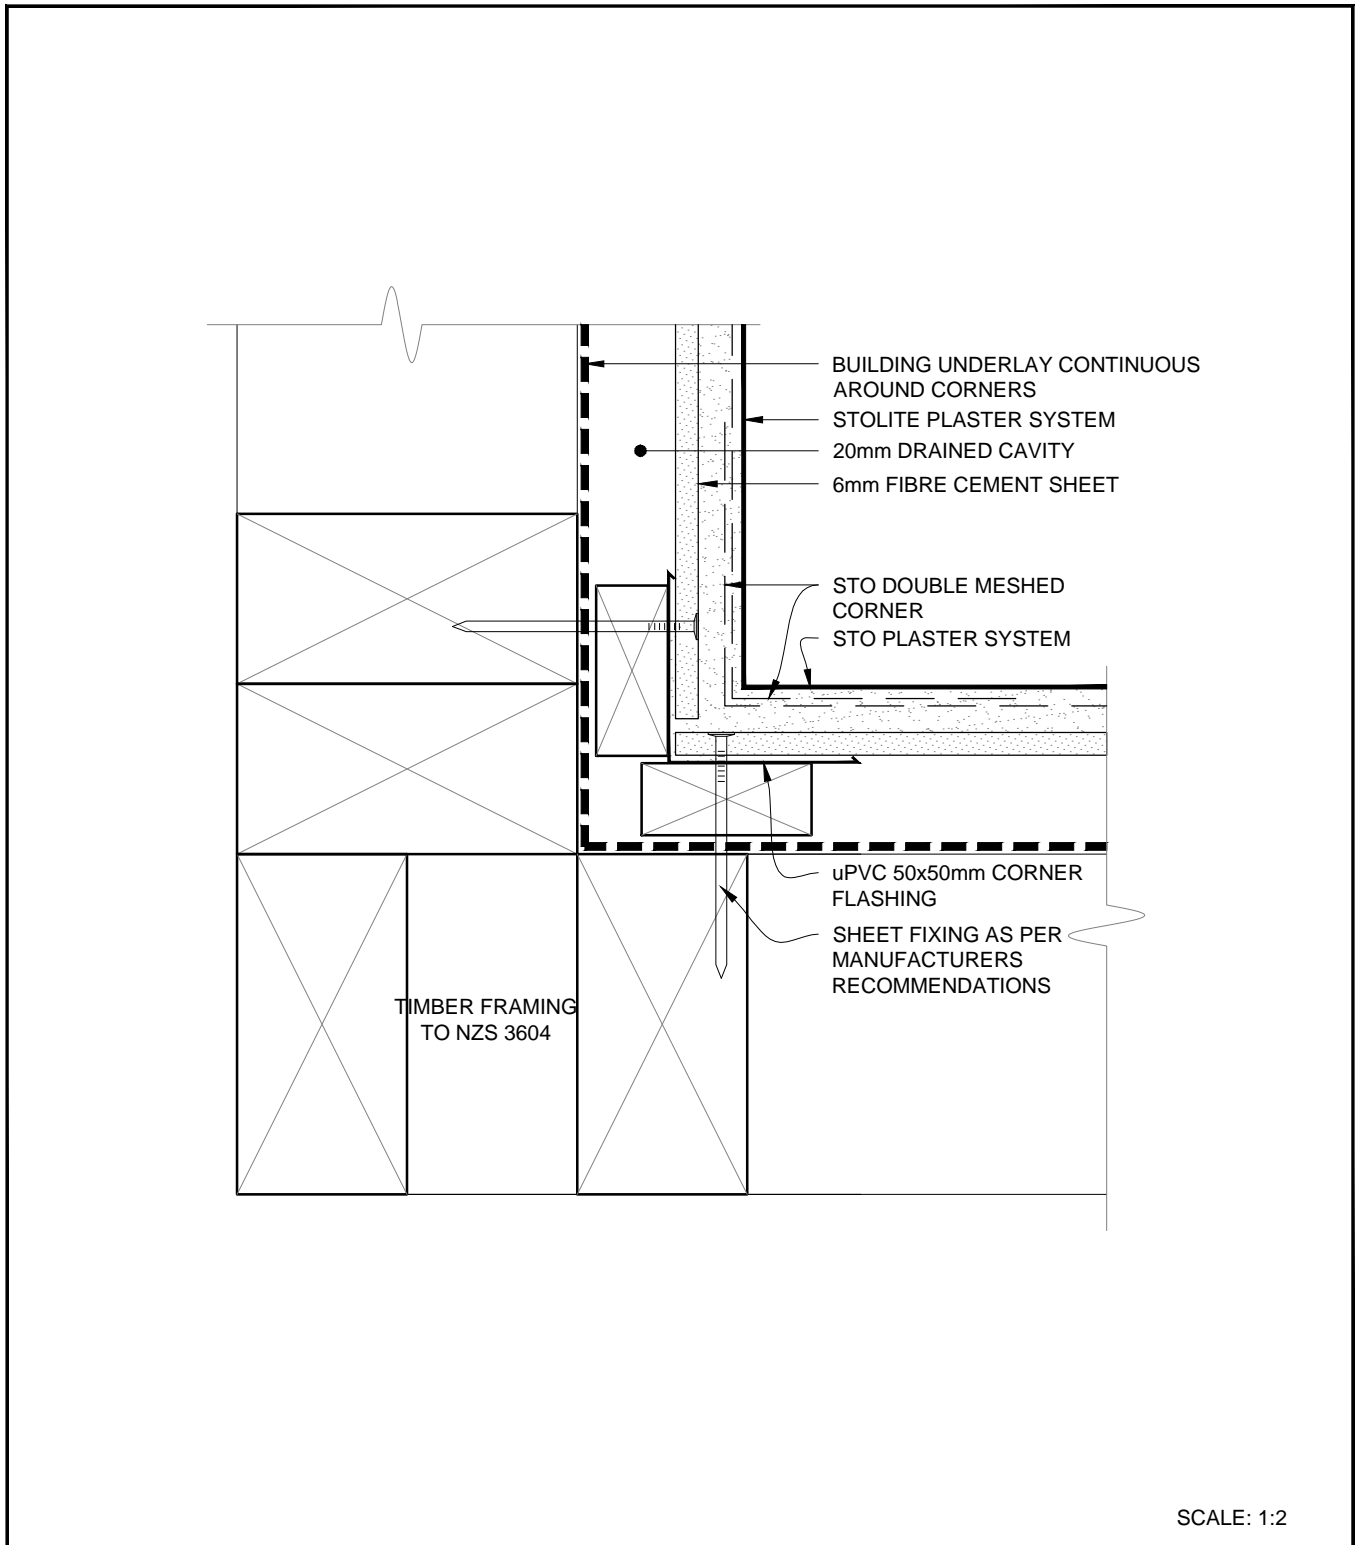 BUILDING UNDERLAY CONTINUOUS
AROUND CORNERS
STOLITE PLASTER SYSTEM
20mm DRAINED CAVITY
6mm FIBRE CEMENT SHEET
STO DOUBLE MESHED
CORNER
STO PLASTER SYSTEM
uPVC 50x50mm CORNER
FLASHING
SHEET FIXING AS PER
MANUFACTURERS
RECOMMENDATIONS
TIMBER FRAMING
TO NZS 3604
SCALE: 1:2